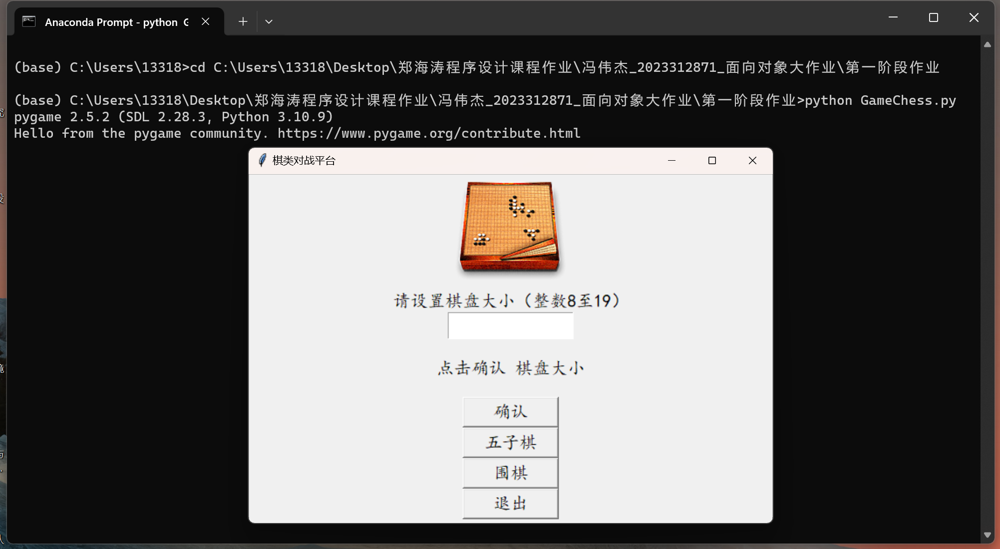 Anaconda Prompt - python G
(base) C:\Users\13318>cd C:\Users\13318\Desktop\郑海涛程序设计课程作业\冯伟杰_2023312871_面向对象大作业\第一阶段作业
(base) C:\Users\13318\Desktop\郑海涛程序设计课程作业\冯伟杰_2023312871_面向对象大作业\第一阶段作业>python GameChess.py
pygame 2.5.2 (SDL 2.28.3, Python 3.10.9)
Hello from the pygame community. https://www.pygame.org/contribute.html
棋类对战平台
请设置棋盘大小（整数8至19）
点击确认 棋盘大小
确认
五子棋
围棋
退出